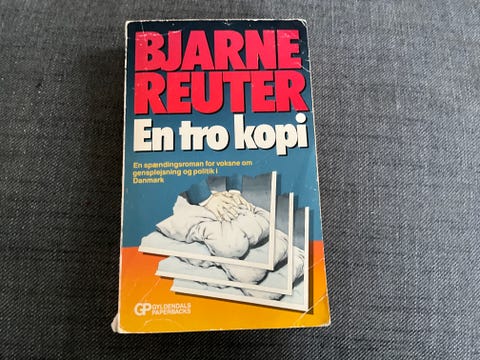 BJARNE
REUTER
En tro kopi
En spændingsroman for voksne om
gensplejsning og politik i
Danmark
GP GYLDENDALS
PAPERBACKS